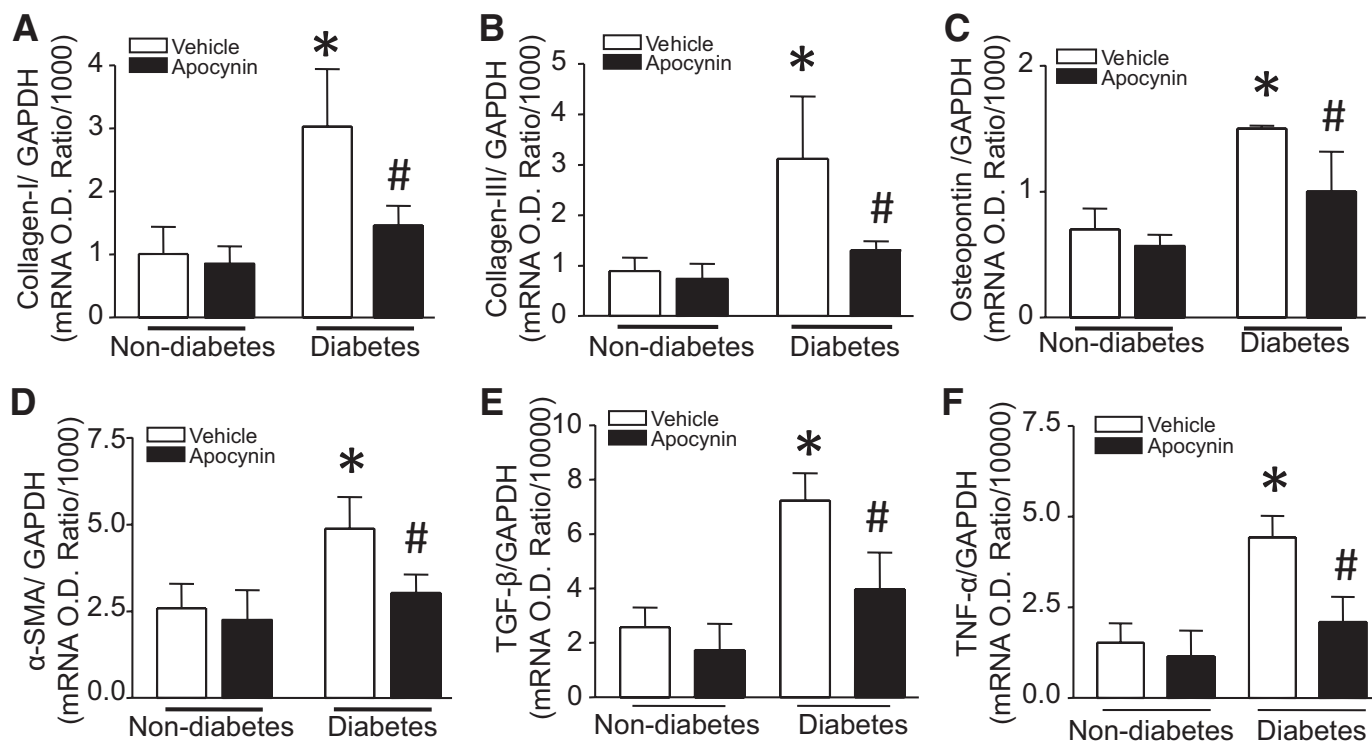 A
Collagen-I/ GAPDH
(mRNA O.D. Ratio/1000)
Vehicle
Apocynin
4
3
2
1
0
*
#
Non-diabetes
Diabetes
B
Collagen-III/ GAPDH
(mRNA O.D. Ratio/1000)
Vehicle
Apocynin
5
4
3
2
1
0
*
#
Non-diabetes
Diabetes
C
Osteopontin /GAPDH
(mRNA O.D. Ratio/1000)
Vehicle
Apocynin
2
1
0
*
#
Non-diabetes
Diabetes
D
α-SMA/ GAPDH
(mRNA O.D. Ratio/1000)
Vehicle
Apocynin
7.5
5.0
2.5
0.0
*
#
Non-diabetes
Diabetes
E
TGF-β/GAPDH
(mRNA O.D. Ratio/10000)
Vehicle
Apocynin
10
8
6
4
2
0
*
#
Non-diabetes
Diabetes
F
TNF-α/GAPDH
(mRNA O.D. Ratio/10000)
Vehicle
Apocynin
7.5
5.0
2.5
0.0
*
#
Non-diabetes
Diabetes